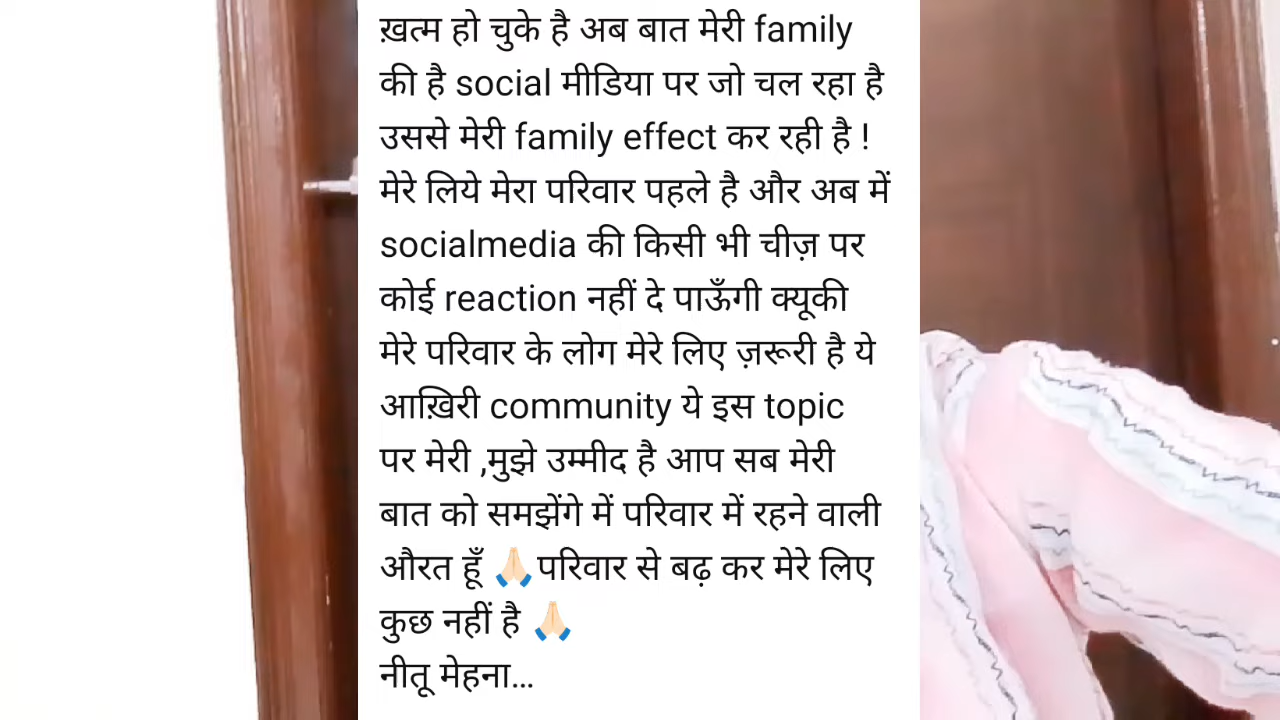 ख़त्म हो चुके है अब बात मेरी family
की है social मीडिया पर जो चल रहा है
उससे मेरी family effect कर रही है !
मेरे लिये मेरा परिवार पहले है और अब में
socialmedia की किसी भी चीज़ पर
कोई reaction नहीं दे पाऊँगी क्यूकी
मेरे परिवार के लोग मेरे लिए ज़रूरी है ये
आख़िरी community ये इस topic
पर मेरी ,मुझे उम्मीद है आप सब मेरी
बात को समझेंगे में परिवार में रहने वाली
औरत हूँ 🙏🏻परिवार से बढ़ कर मेरे लिए
कुछ नहीं है 🙏🏻
नीतू मेहना...